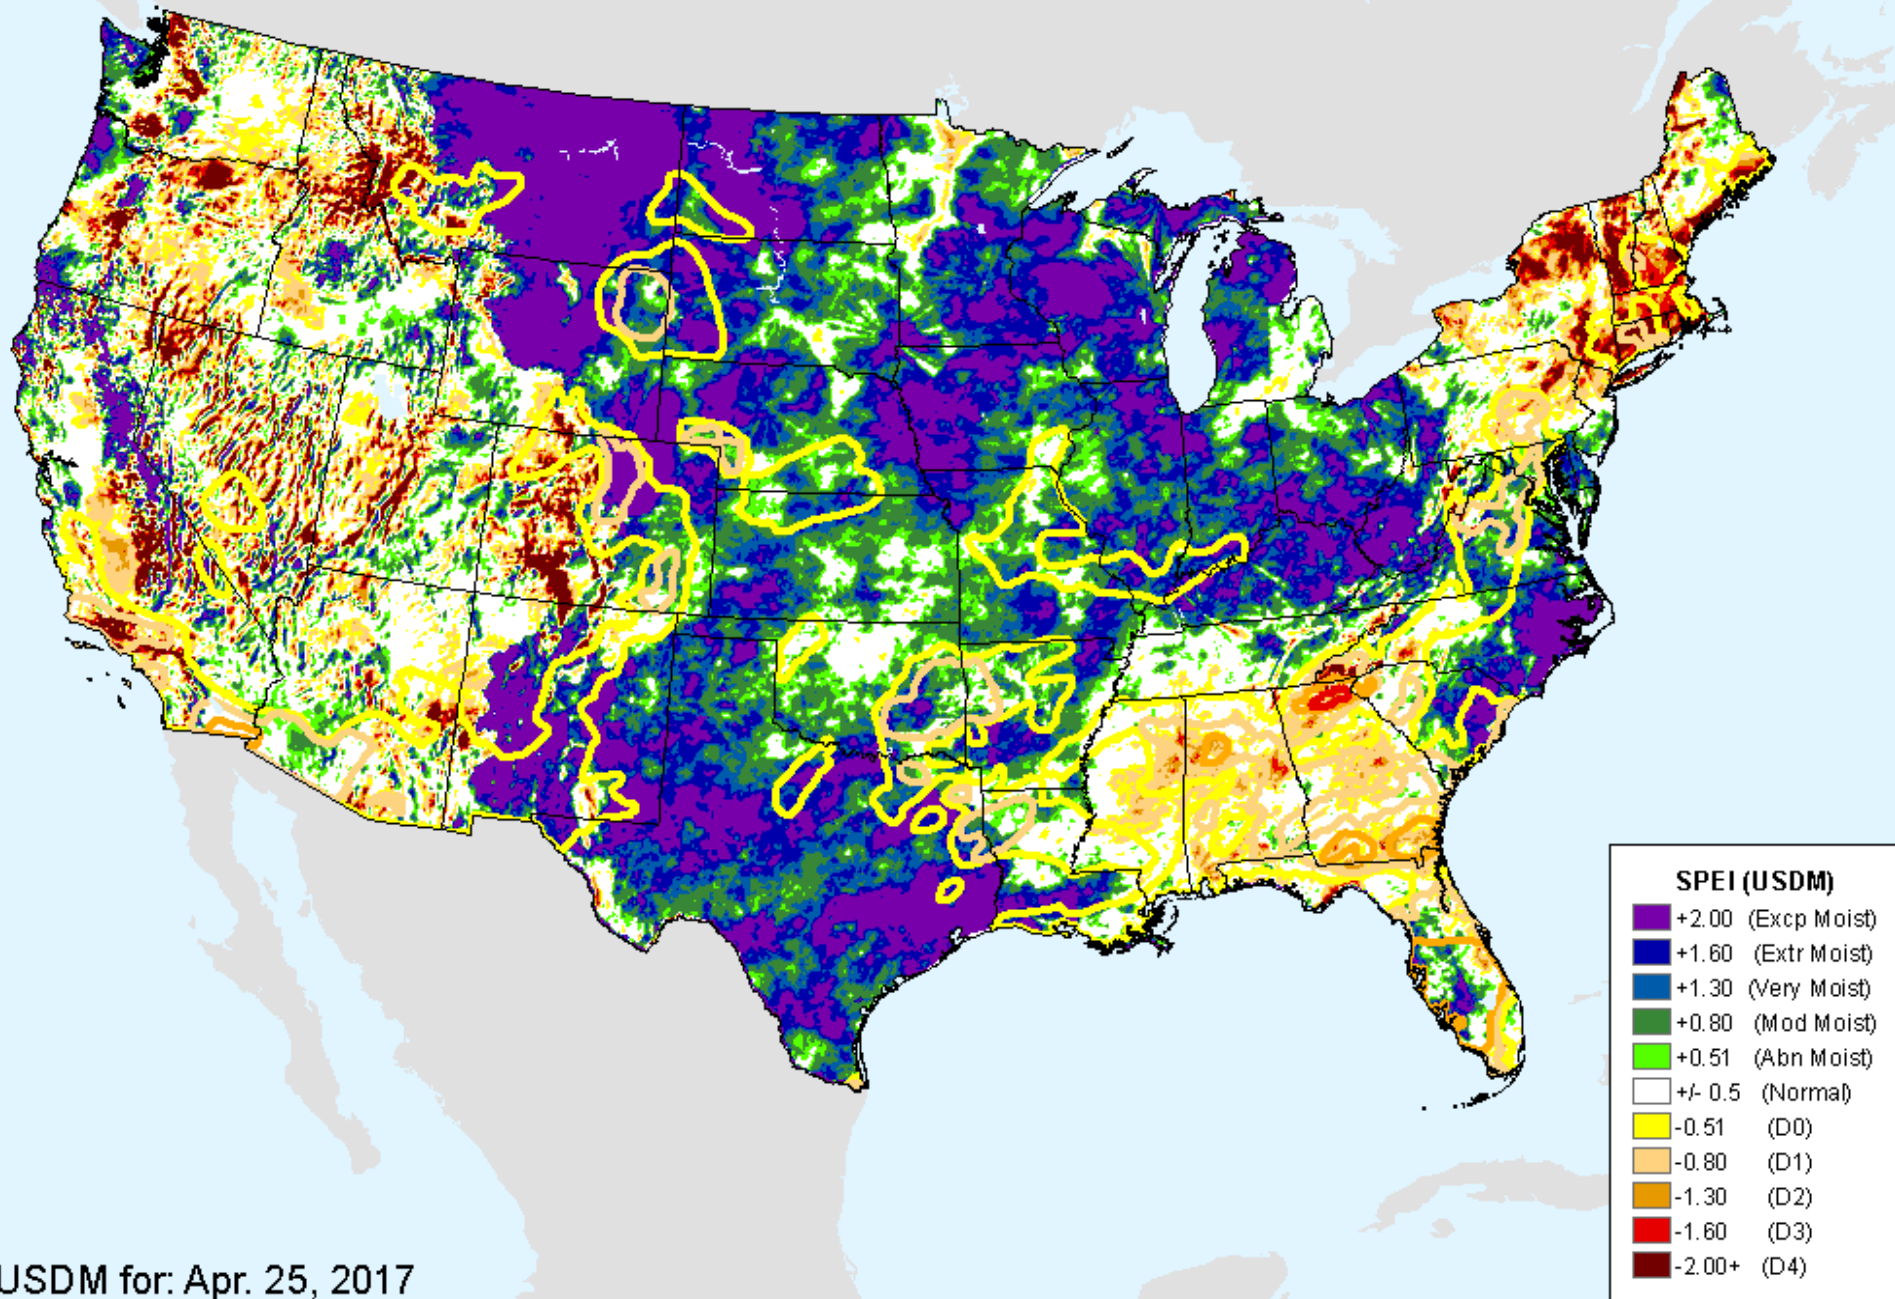 SPEI (USDM)
+2.00 (Excp Moist)
+1.60 (Extr Moist)
+1.30 (Very Moist)
+0.80 (Mod Moist)
+0.51 (Abn Moist)
+/- 0.5 (Normal)
-0.51 (D0)
-0.80 (D1)
-1.30 (D2)
-1.60 (D3)
-2.00+ (D4)
USDM for: Apr. 25, 2017